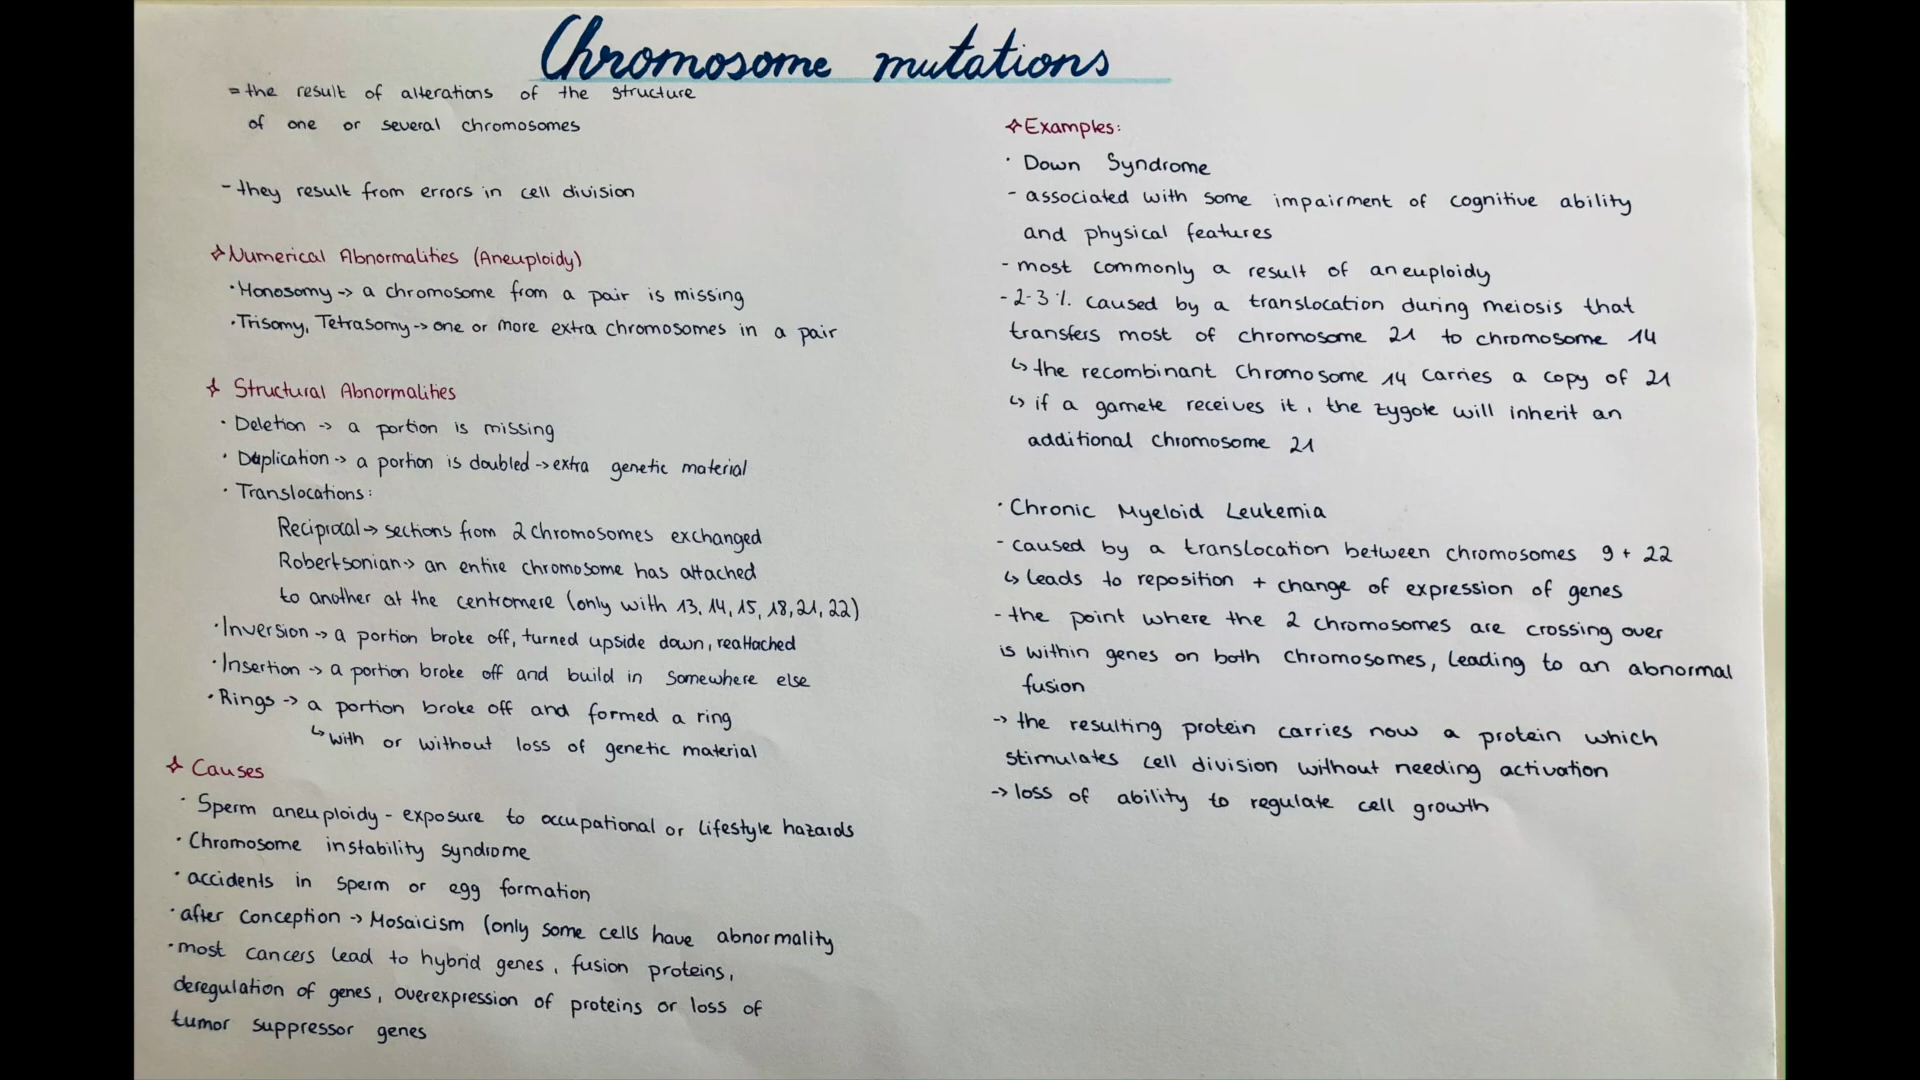 Chromosome mutations
= the result of alterations of the structure
of one or several chromosomes
- they result from errors in cell division
✧ Numerical Abnormalities (Aneuploidy)
· Monosomy -> a chromosome from a pair is missing
· Trisomy, Tetrasomy -> one or more extra chromosomes in a pair
✧ Structural Abnormalities
· Deletion -> a portion is missing
· Duplication -> a portion is doubled -> extra genetic material
· Translocations:
Reciprocal -> sections from 2 chromosomes exchanged
Robertsonian -> an entire chromosome has attached
to another at the centromere (only with 13, 14, 15, 18, 21, 22)
· Inversion -> a portion broke off, turned upside down, reattached
· Insertion -> a portion broke off and build in somewhere else
· Rings -> a portion broke off and formed a ring
↳ with or without loss of genetic material
✧ Causes
· Sperm aneuploidy - exposure to occupational or lifestyle hazards
· Chromosome instability syndrome
· accidents in sperm or egg formation
· after conception -> Mosaicism (only some cells have abnormality
· most cancers lead to hybrid genes, fusion proteins,
deregulation of genes, overexpression of proteins or loss of
tumor suppressor genes
✧ Examples:
· Down Syndrome
- associated with some impairment of cognitive ability
and physical features
- most commonly a result of aneuploidy
- 2-3 %. caused by a translocation during meiosis that
transfers most of chromosome 21 to chromosome 14
↳ the recombinant chromosome 14 carries a copy of 21
↳ if a gamete receives it, the zygote will inherit an
additional chromosome 21
· Chronic Myeloid Leukemia
- caused by a translocation between chromosomes 9 + 22
↳ leads to reposition + change of expression of genes
- the point where the 2 chromosomes are crossing over
is within genes on both chromosomes, leading to an abnormal
fusion
-> the resulting protein carries now a protein which
stimulates cell division without needing activation
-> loss of ability to regulate cell growth